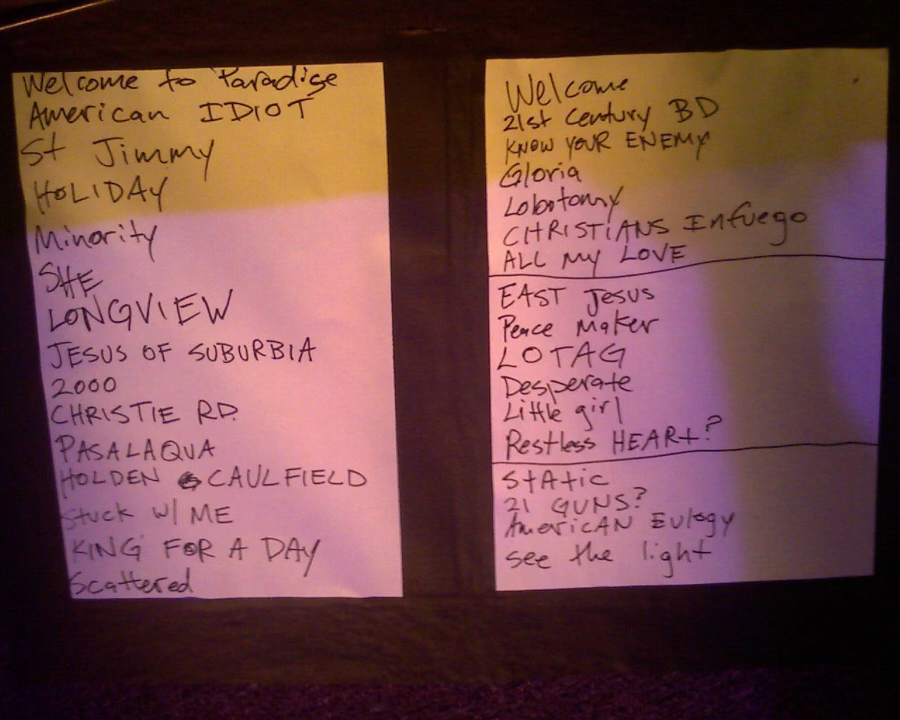 Welcome to Paradise
American IDIOT
St Jimmy
HOLIDAY
Minority
SHE
LONGVIEW
JESUS OF SUBURBIA
2000
CHRISTIE RD.
PASALAQUA
HOLDEN CAULFIELD
Stuck W/ ME
KING FOR A DAY
Scattered
Welcome
21st Century BD
KNOW YOUR ENEMY
Gloria
Lobotomy
CHRISTIANS Infuego
ALL MY LOVE
EAST Jesus
Peace Maker
LOTAG
Desperate
Little girl
Restless HEARt?
StAtic
21 GUNS?
AmeriCAN Eulogy
see the light